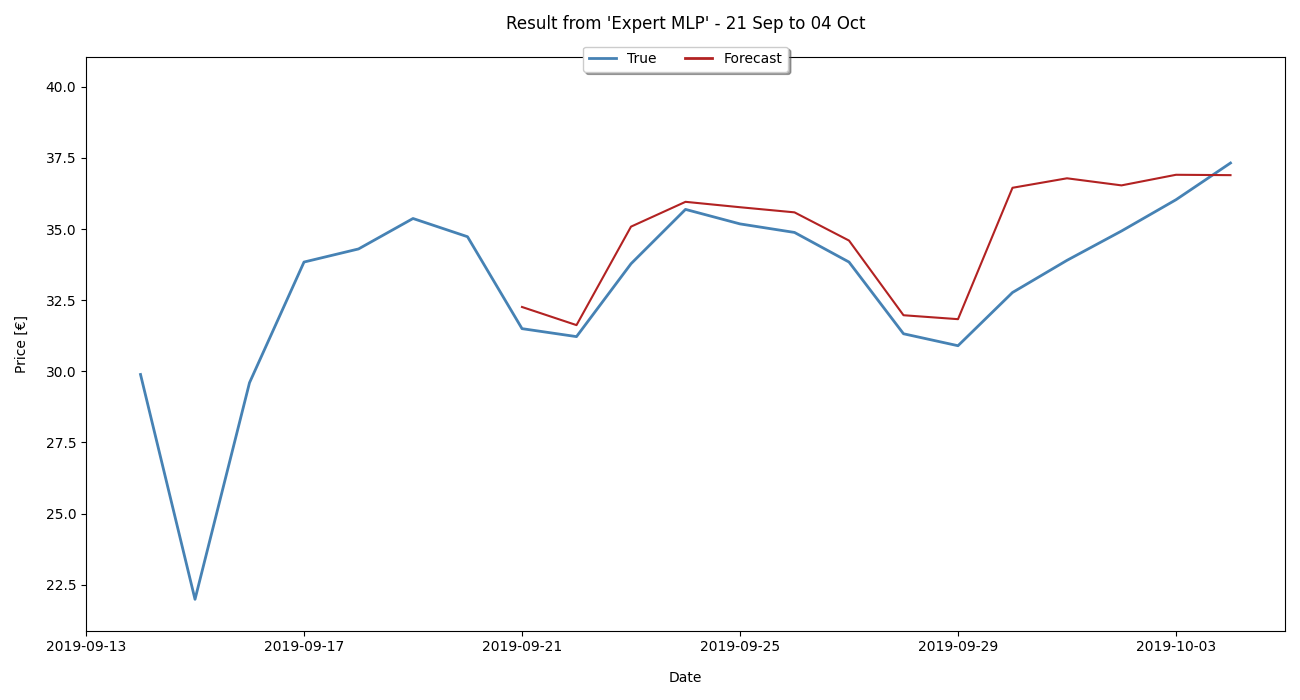 Result from 'Expert MLP' - 21 Sep to 04 Oct
True Forecast
40.0
37.5
35.0
32.5
30.0
27.5
25.0
22.5
Price [€]
2019-09-13 2019-09-17 2019-09-21 2019-09-25 2019-09-29 2019-10-03
Date